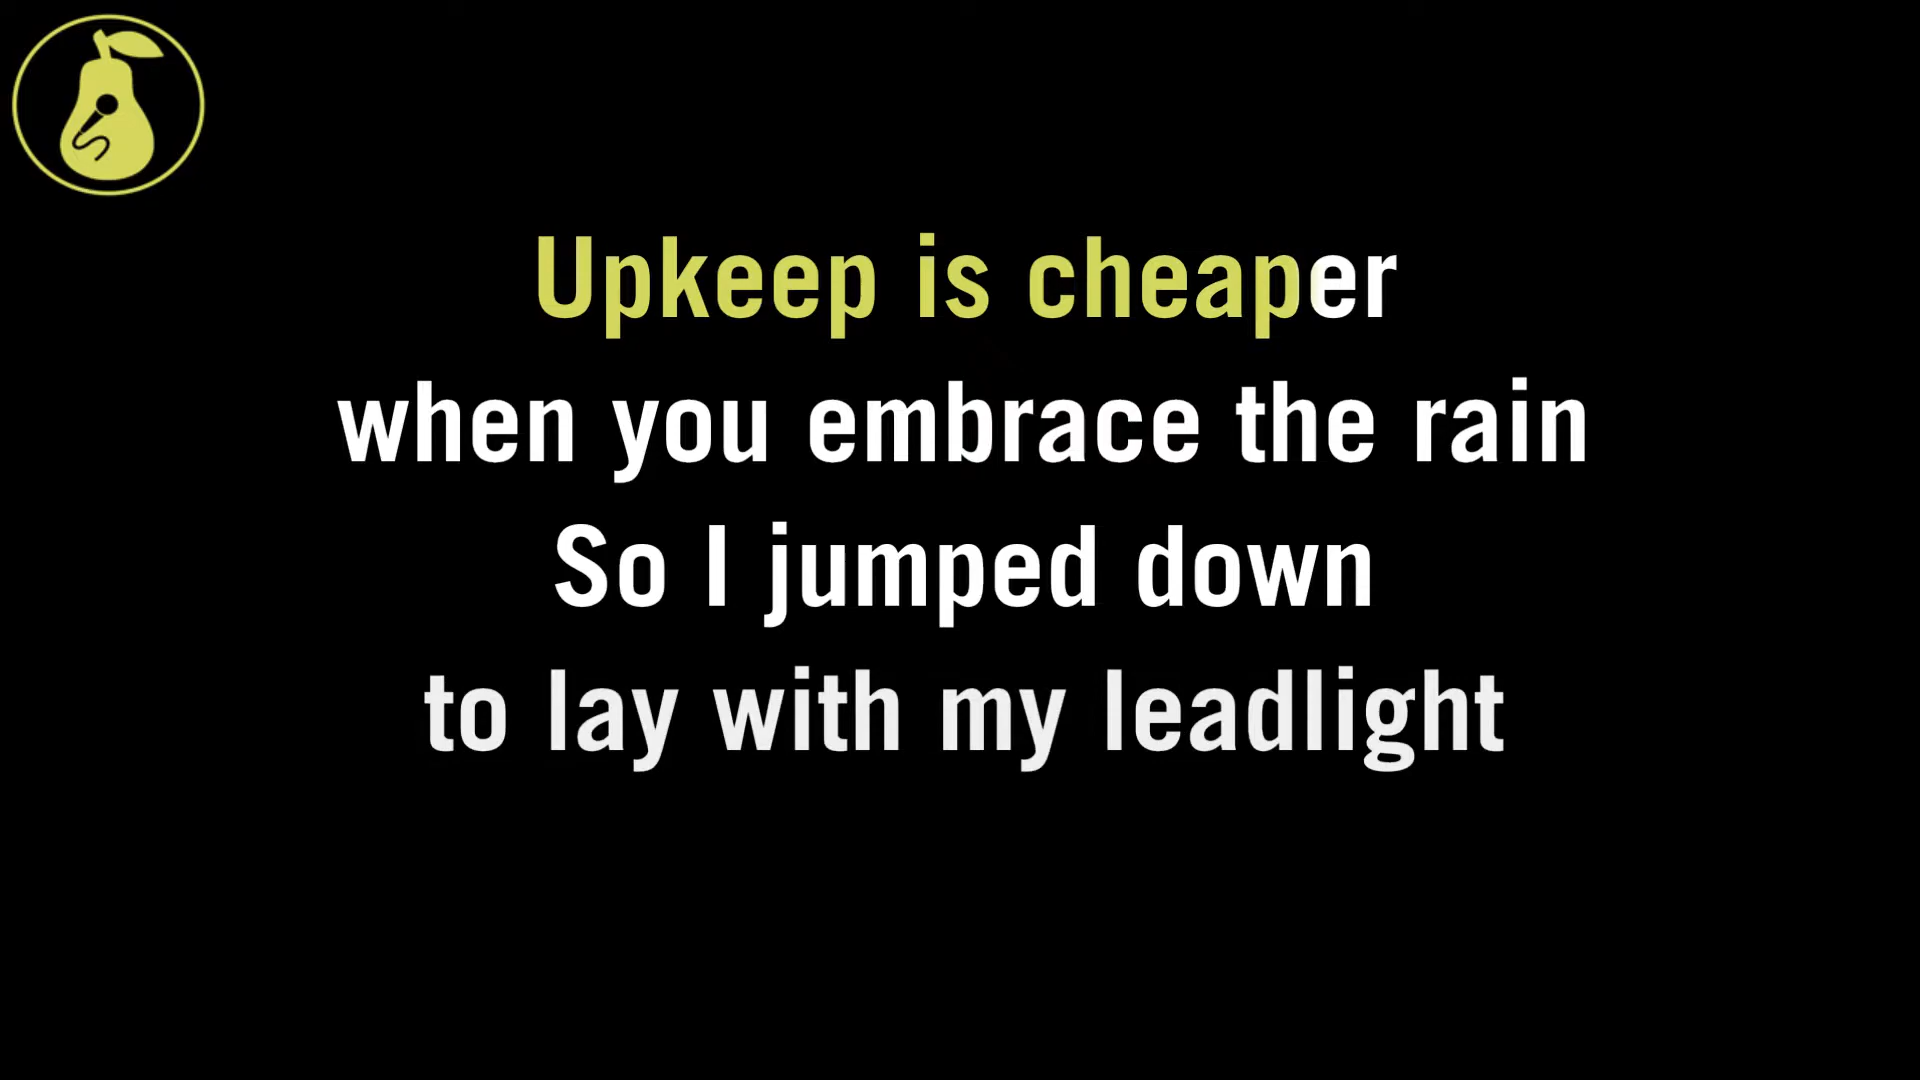 Upkeep is cheaper
when you embrace the rain
So I jumped down
to lay with my leadlight